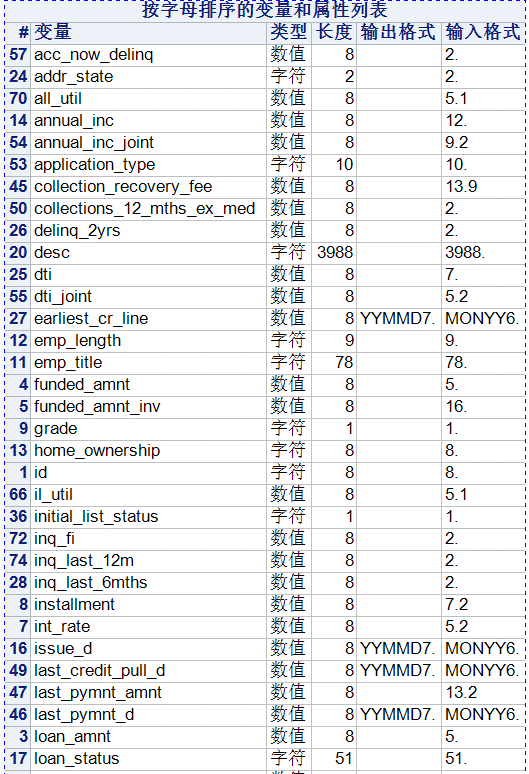 按字母排序的变量和属性列表
# 变量 类型 长度 输出格式 输入格式
57 acc_now_delinq 数值 8 2.
24 addr_state 字符 2 2.
70 all_util 数值 8 5.1
14 annual_inc 数值 8 12.
54 annual_inc_joint 数值 8 9.2
53 application_type 字符 10 10.
45 collection_recovery_fee 数值 8 13.9
50 collections_12_mths_ex_med 数值 8 2.
26 delinq_2yrs 数值 8 2.
20 desc 字符 3988 3988.
25 dti 数值 8 7.
55 dti_joint 数值 8 5.2
27 earliest_cr_line 数值 8 YYMMD7. MONYY6.
12 emp_length 字符 9 9.
11 emp_title 字符 78 78.
4 funded_amnt 数值 8 5.
5 funded_amnt_inv 数值 8 16.
9 grade 字符 1 1.
13 home_ownership 字符 8 8.
1 id 字符 8 8.
66 il_util 数值 8 5.1
36 initial_list_status 字符 1 1.
72 inq_fi 数值 8 2.
74 inq_last_12m 数值 8 2.
28 inq_last_6mths 数值 8 2.
8 installment 数值 8 7.2
7 int_rate 数值 8 5.2
16 issue_d 数值 8 YYMMD7. MONYY6.
49 last_credit_pull_d 数值 8 YYMMD7. MONYY6.
47 last_pymnt_amnt 数值 8 13.2
46 last_pymnt_d 数值 8 YYMMD7. MONYY6.
3 loan_amnt 数值 8 5.
17 loan_status 字符 51 51.